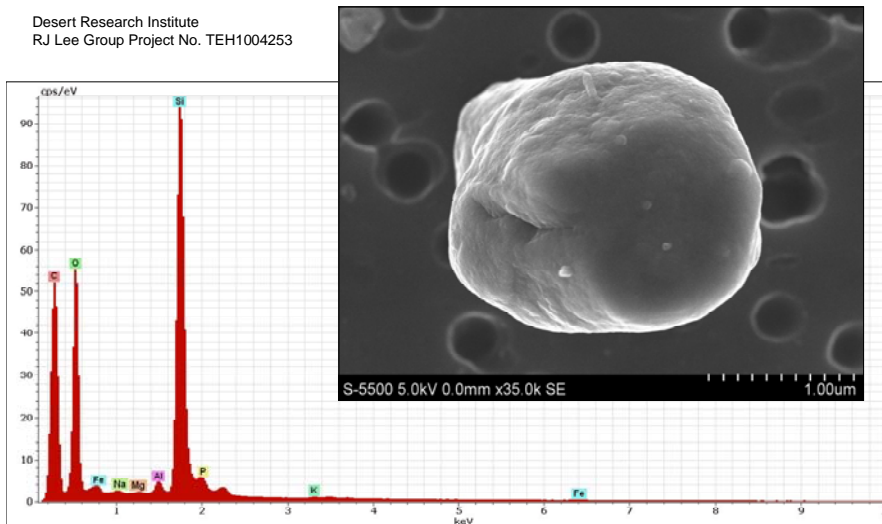 Desert Research Institute
RJ Lee Group Project No. TEH1004253
cps/eV
Si
90
80
70
60
O
C
50
40
30
20
10
Fe
Na
Mg
Al
P
K
Fe
0
1
2
3
4
5
6
7
8
9
keV
S-5500 5.0kV 0.0mm x35.0k SE
1.00um